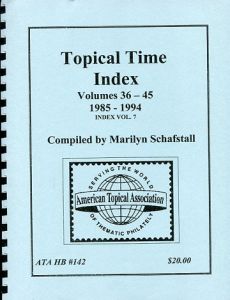 Topical Time
Index
Volumes 36 – 45
1985 - 1994
INDEX VOL. 7
Compiled by Marilyn Schafstall
SERVING THE WORLD
American Topical Association
OF THEMATIC PHILATELY
ATA HB #142 $20.00